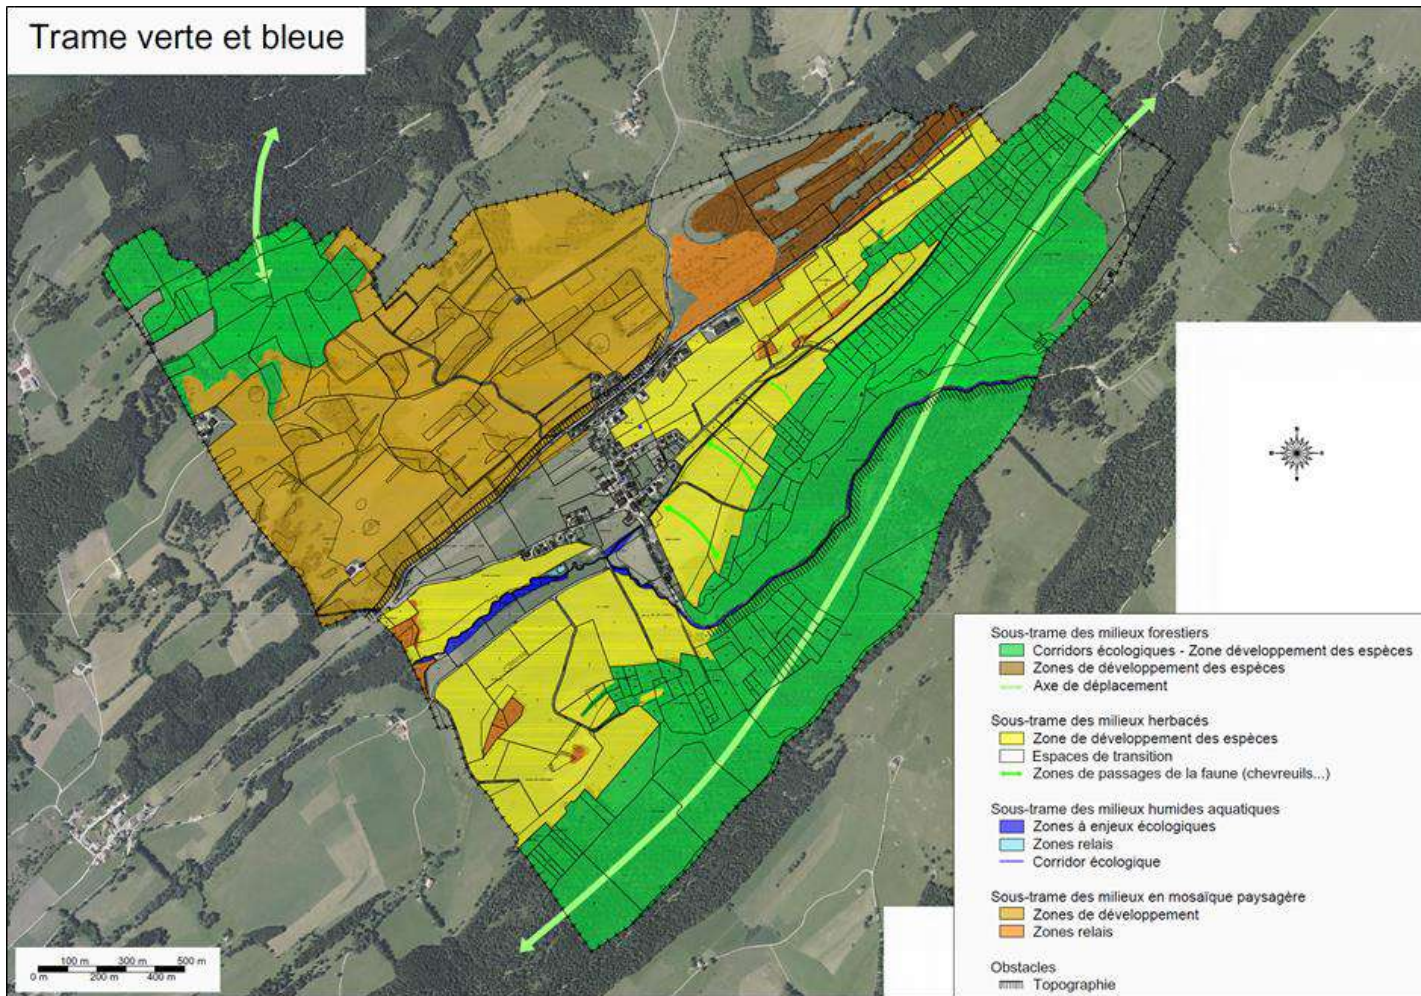 Trame verte et bleue
Sous-trame des milieux forestiers
Corridors écologiques - Zone développement des espèces
Zones de développement des espèces
Axe de déplacement
Sous-trame des milieux herbacés
Zone de développement des espèces
Espaces de transition
Zones de passages de la faune (chevreuils...)
Sous-trame des milieux humides aquatiques
Zones à enjeux écologiques
Zones relais
Corridor écologique
Sous-trame des milieux en mosaïque paysagère
Zones de développement
Zones relais
Obstacles
Topographie
100 m 300 m 500 m
0 m 200 m 400 m